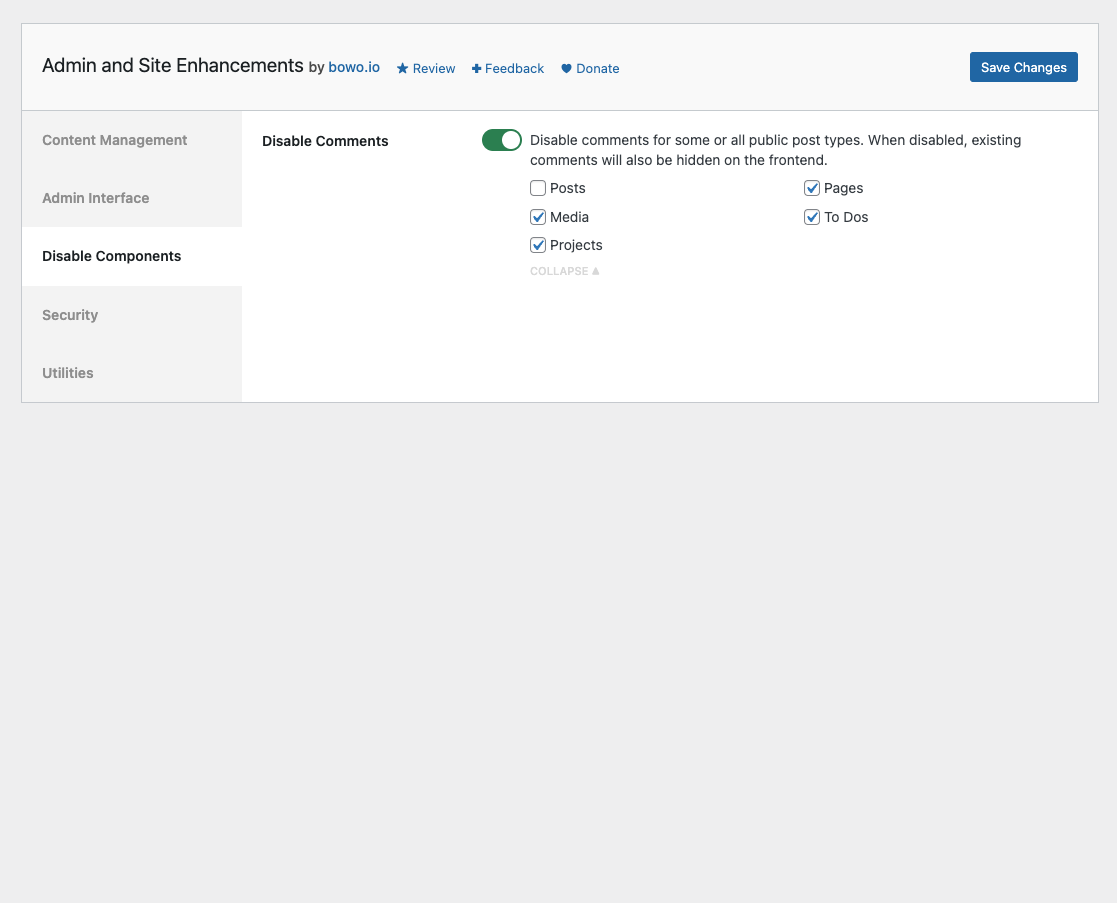 Admin and Site Enhancements by bowo.io Review Feedback Donate
Save Changes
Content Management
Admin Interface
Disable Components
Security
Utilities
Disable Comments
Disable comments for some or all public post types. When disabled, existing
comments will also be hidden on the frontend.
Posts
Pages
Media
To Dos
Projects
COLLAPSE